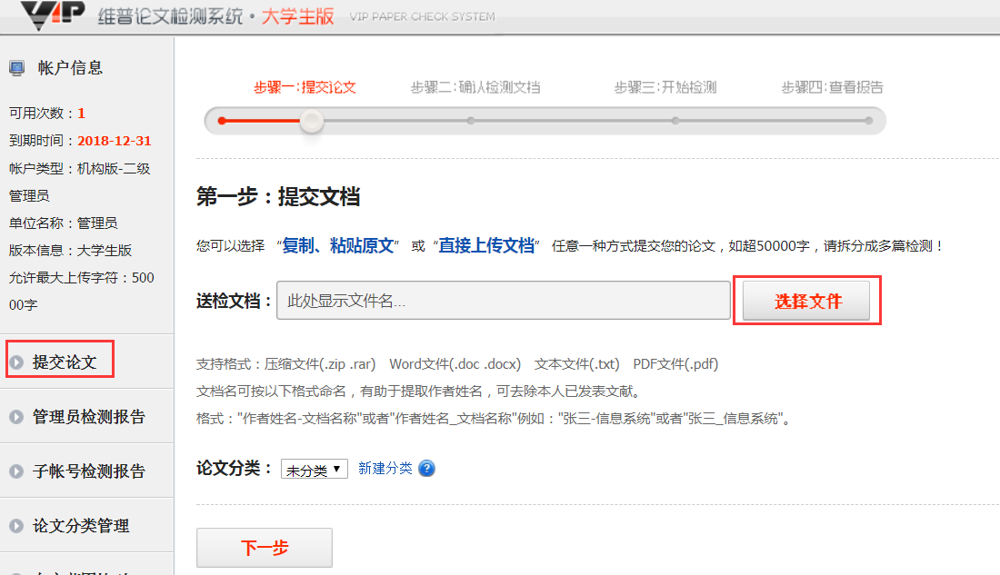 VIP 维普论文检测系统 · 大学生版 VIP PAPER CHECK SYSTEM
帐户信息
可用次数：1
到期时间：2018-12-31
帐户类型：机构版-二级
管理员
单位名称：管理员
版本信息：大学生版
允许最大上传字符：500
00字
提交论文
管理员检测报告
子帐号检测报告
论文分类管理
步骤一:提交论文 步骤二:确认检测文档 步骤三:开始检测 步骤四:查看报告
第一步：提交文档
您可以选择 “复制、粘贴原文” 或 “直接上传文档” 任意一种方式提交您的论文，如超50000字，请拆分成多篇检测！
送检文档： 此处显示文件名... 选择文件
支持格式：压缩文件(.zip .rar) Word文件(.doc .docx) 文本文件(.txt) PDF文件(.pdf)
文档名可按以下格式命名，有助于提取作者姓名，可去除本人已发表文献。
格式："作者姓名-文档名称"或者"作者姓名_文档名称"例如："张三-信息系统"或者"张三_信息系统"。
论文分类： 未分类 ▼ 新建分类 ?
下一步